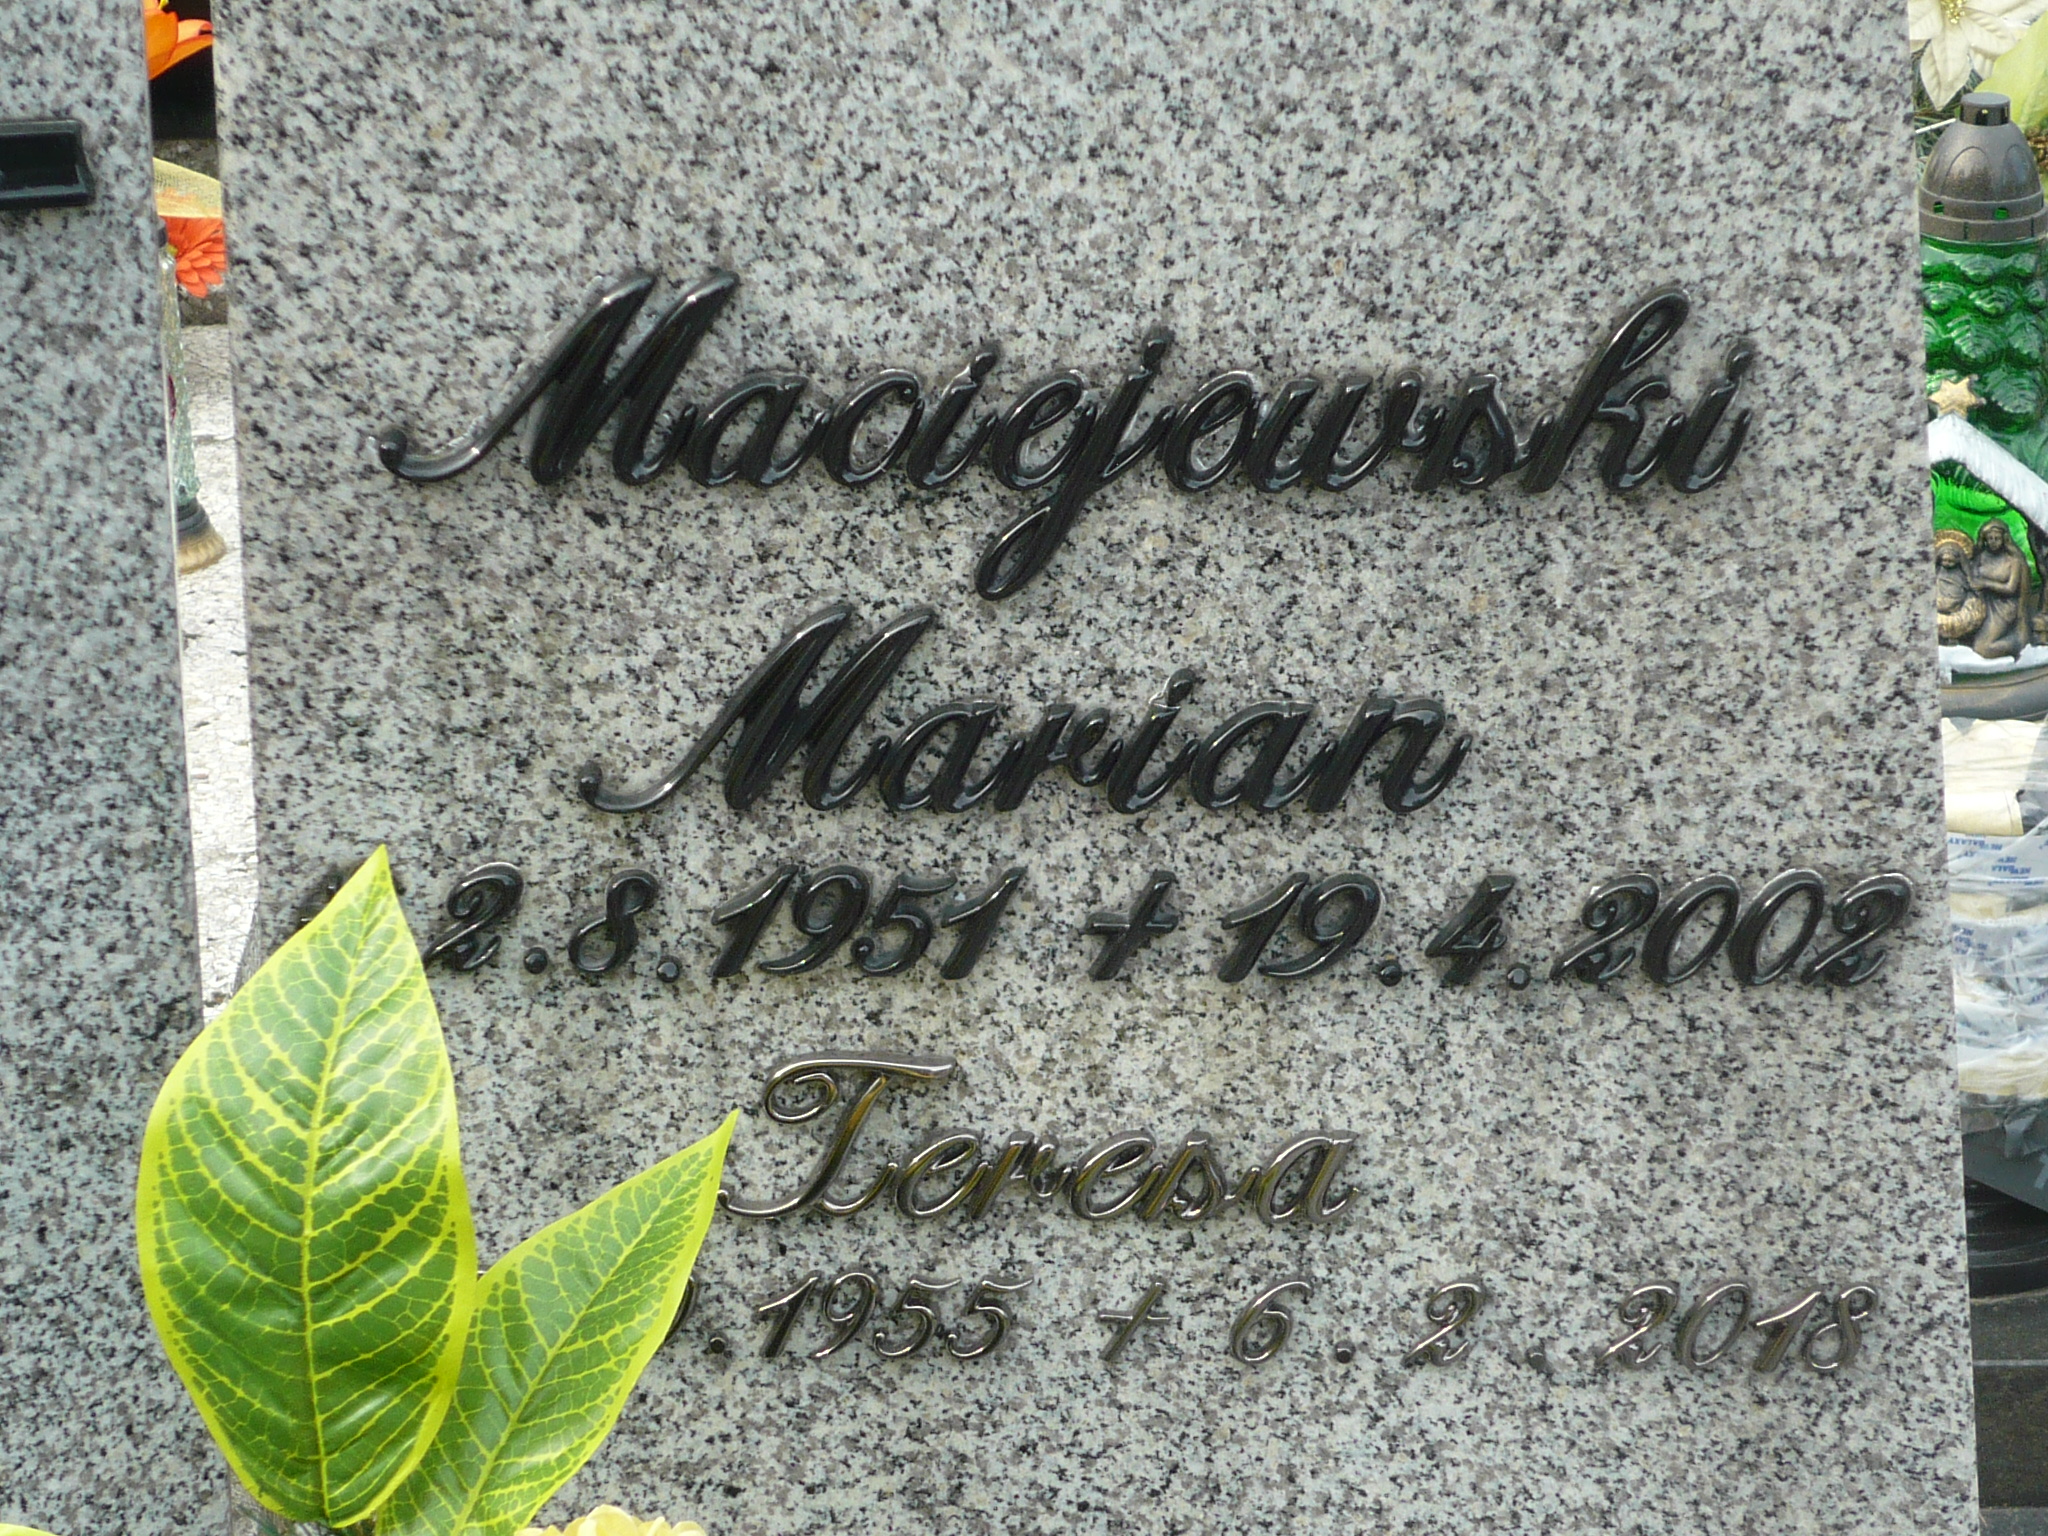 Maciejowski
Marian
2.8.1951 + 19.4.2002
Teresa
.1955 + 6.2.2018